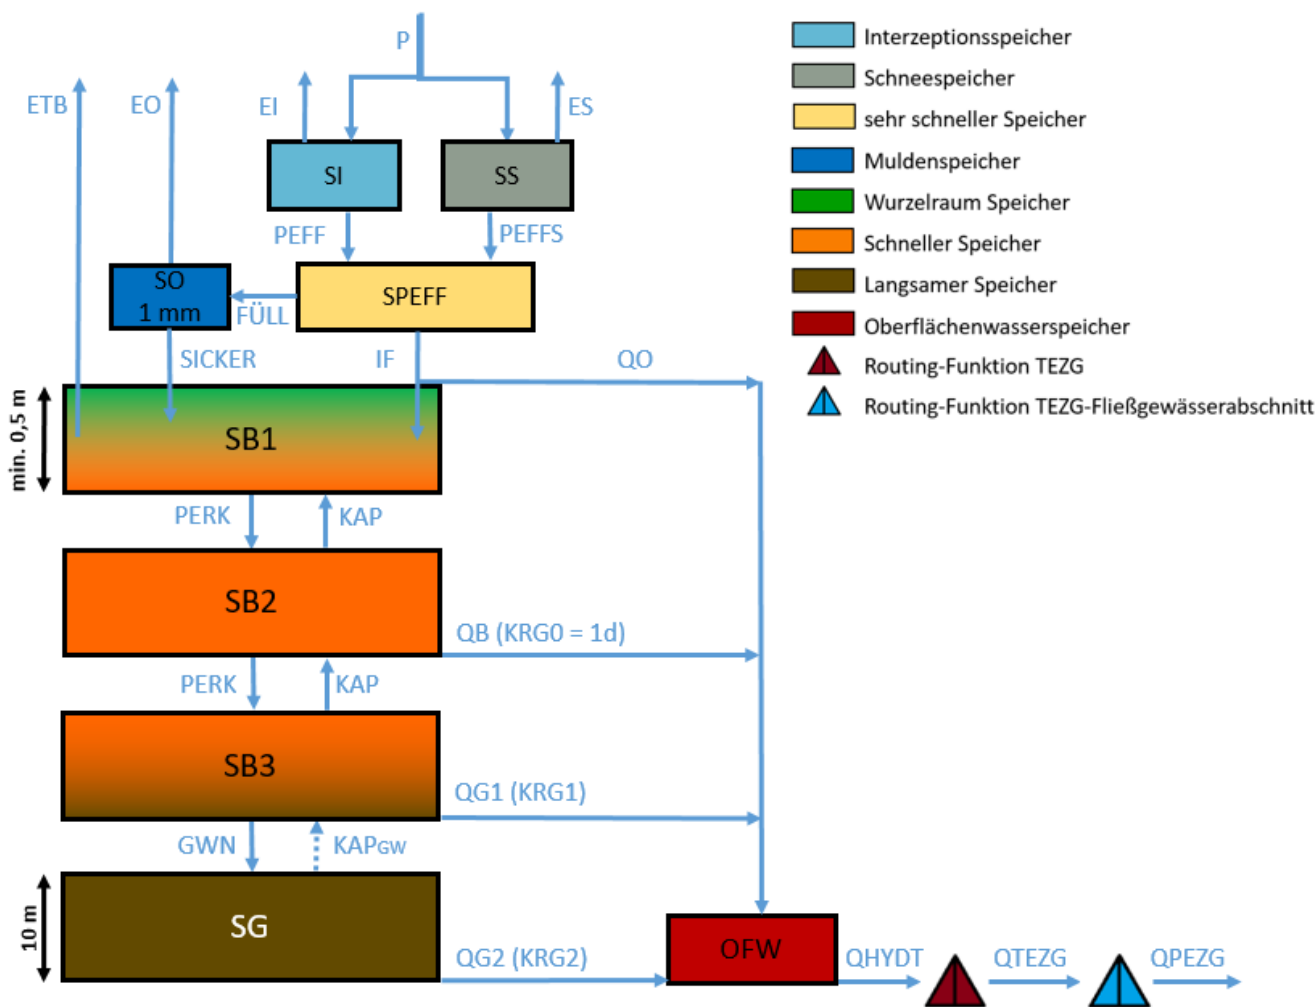 P
ETB
EO
EI
ES
SI
SS
PEFF
PEFFS
SO
1 mm
FÜLL
SPEFF
SICKER
IF
QO
min. 0,5 m
SB1
PERK
KAP
SB2
QB (KRG0 = 1d)
PERK
KAP
SB3
QG1 (KRG1)
GWN
KAPGW
10 m
SG
QG2 (KRG2)
OFW
QHYDT
QTEZG
QPEZG
Interzeptionsspeicher
Schneespeicher
sehr schneller Speicher
Muldenspeicher
Wurzelraum Speicher
Schneller Speicher
Langsamer Speicher
Oberflächenwasserspeicher
Routing-Funktion TEZG
Routing-Funktion TEZG-Fließgewässerabschnitt